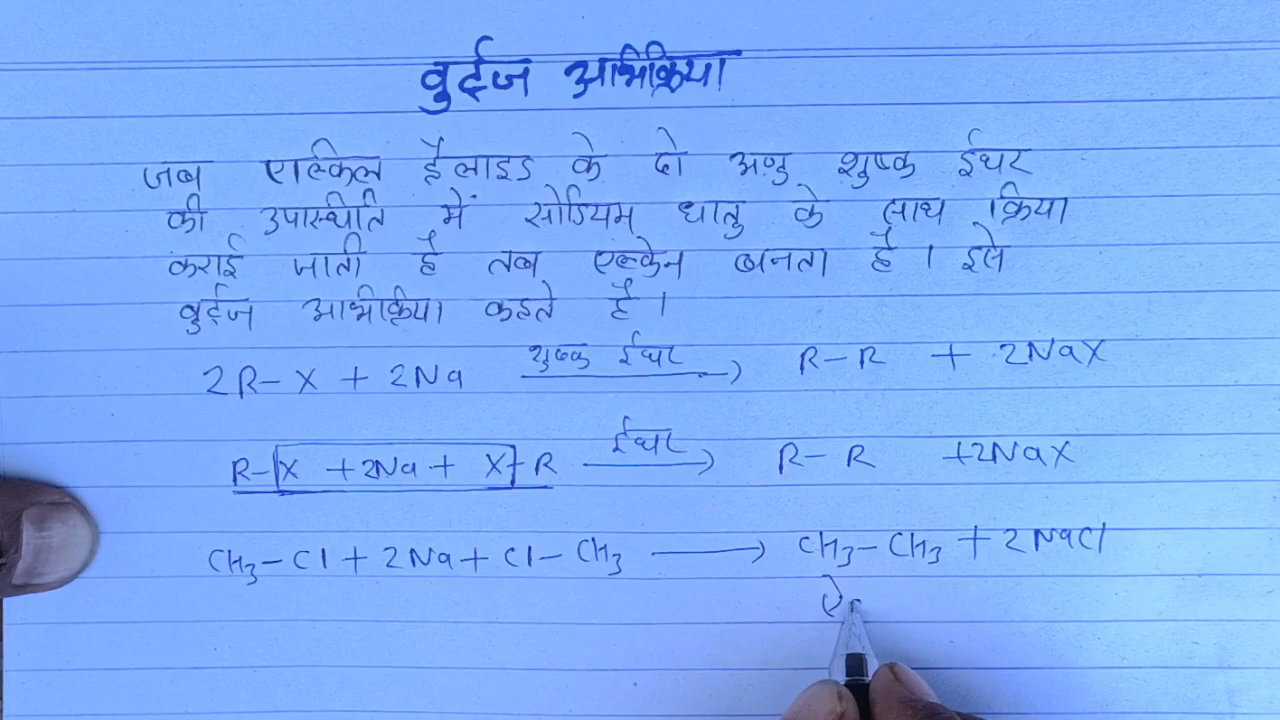 वुर्ट्ज अभिक्रिया
जब एल्किल हैलाइड के दो अणु शुष्क ईथर
की उपस्थिति में सोडियम धातु के साथ क्रिया
कराई जाती है तब एल्केन बनता है। इसे
वुर्ट्ज अभिक्रिया कहते है।
2R-X + 2Na शुष्क ईथर → R-R + 2NaX
R-X + 2Na + X-R ईथर → R-R +2NaX
CH₃-Cl + 2Na + Cl-CH₃ → CH₃-CH₃ + 2NaCl
ऐ